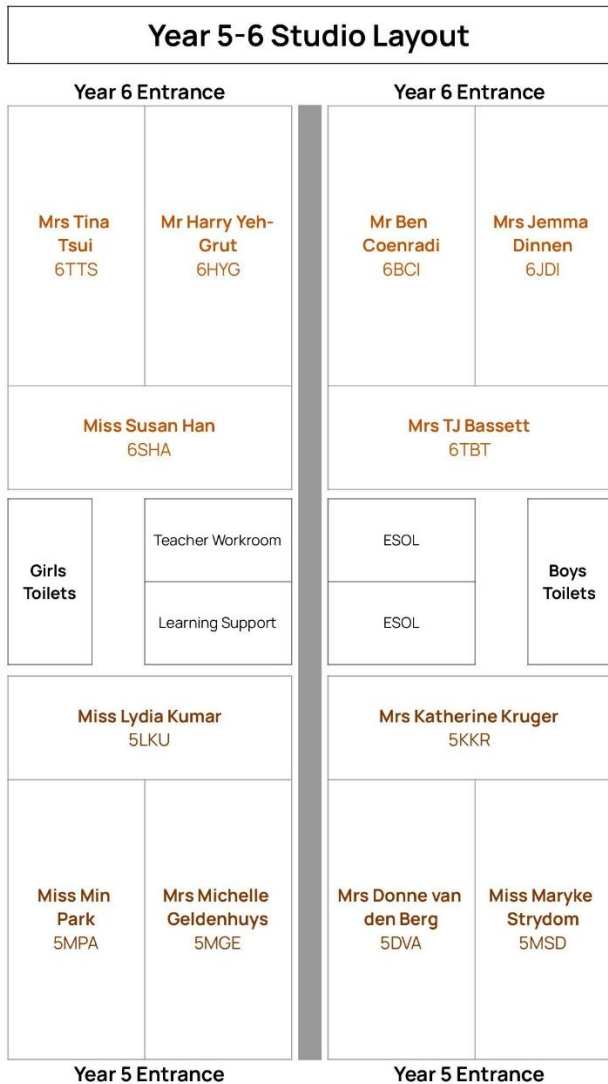 Year 5-6 Studio Layout
Year 6 Entrance
Year 6 Entrance
Mrs Tina
Tsui
6TTS
Mr Harry Yeh-
Grut
6HYG
Mr Ben
Coenradi
6BCI
Mrs Jemma
Dinnen
6JDI
Miss Susan Han
6SHA
Mrs TJ Bassett
6TBT
Girls
Toilets
Teacher Workroom
Learning Support
ESOL
ESOL
Boys
Toilets
Miss Lydia Kumar
5LKU
Mrs Katherine Kruger
5KKR
Miss Min
Park
5MPA
Mrs Michelle
Geldenhuys
5MGE
Mrs Donne van
den Berg
5DVA
Miss Maryke
Strydom
5MSD
Year 5 Entrance
Year 5 Entrance